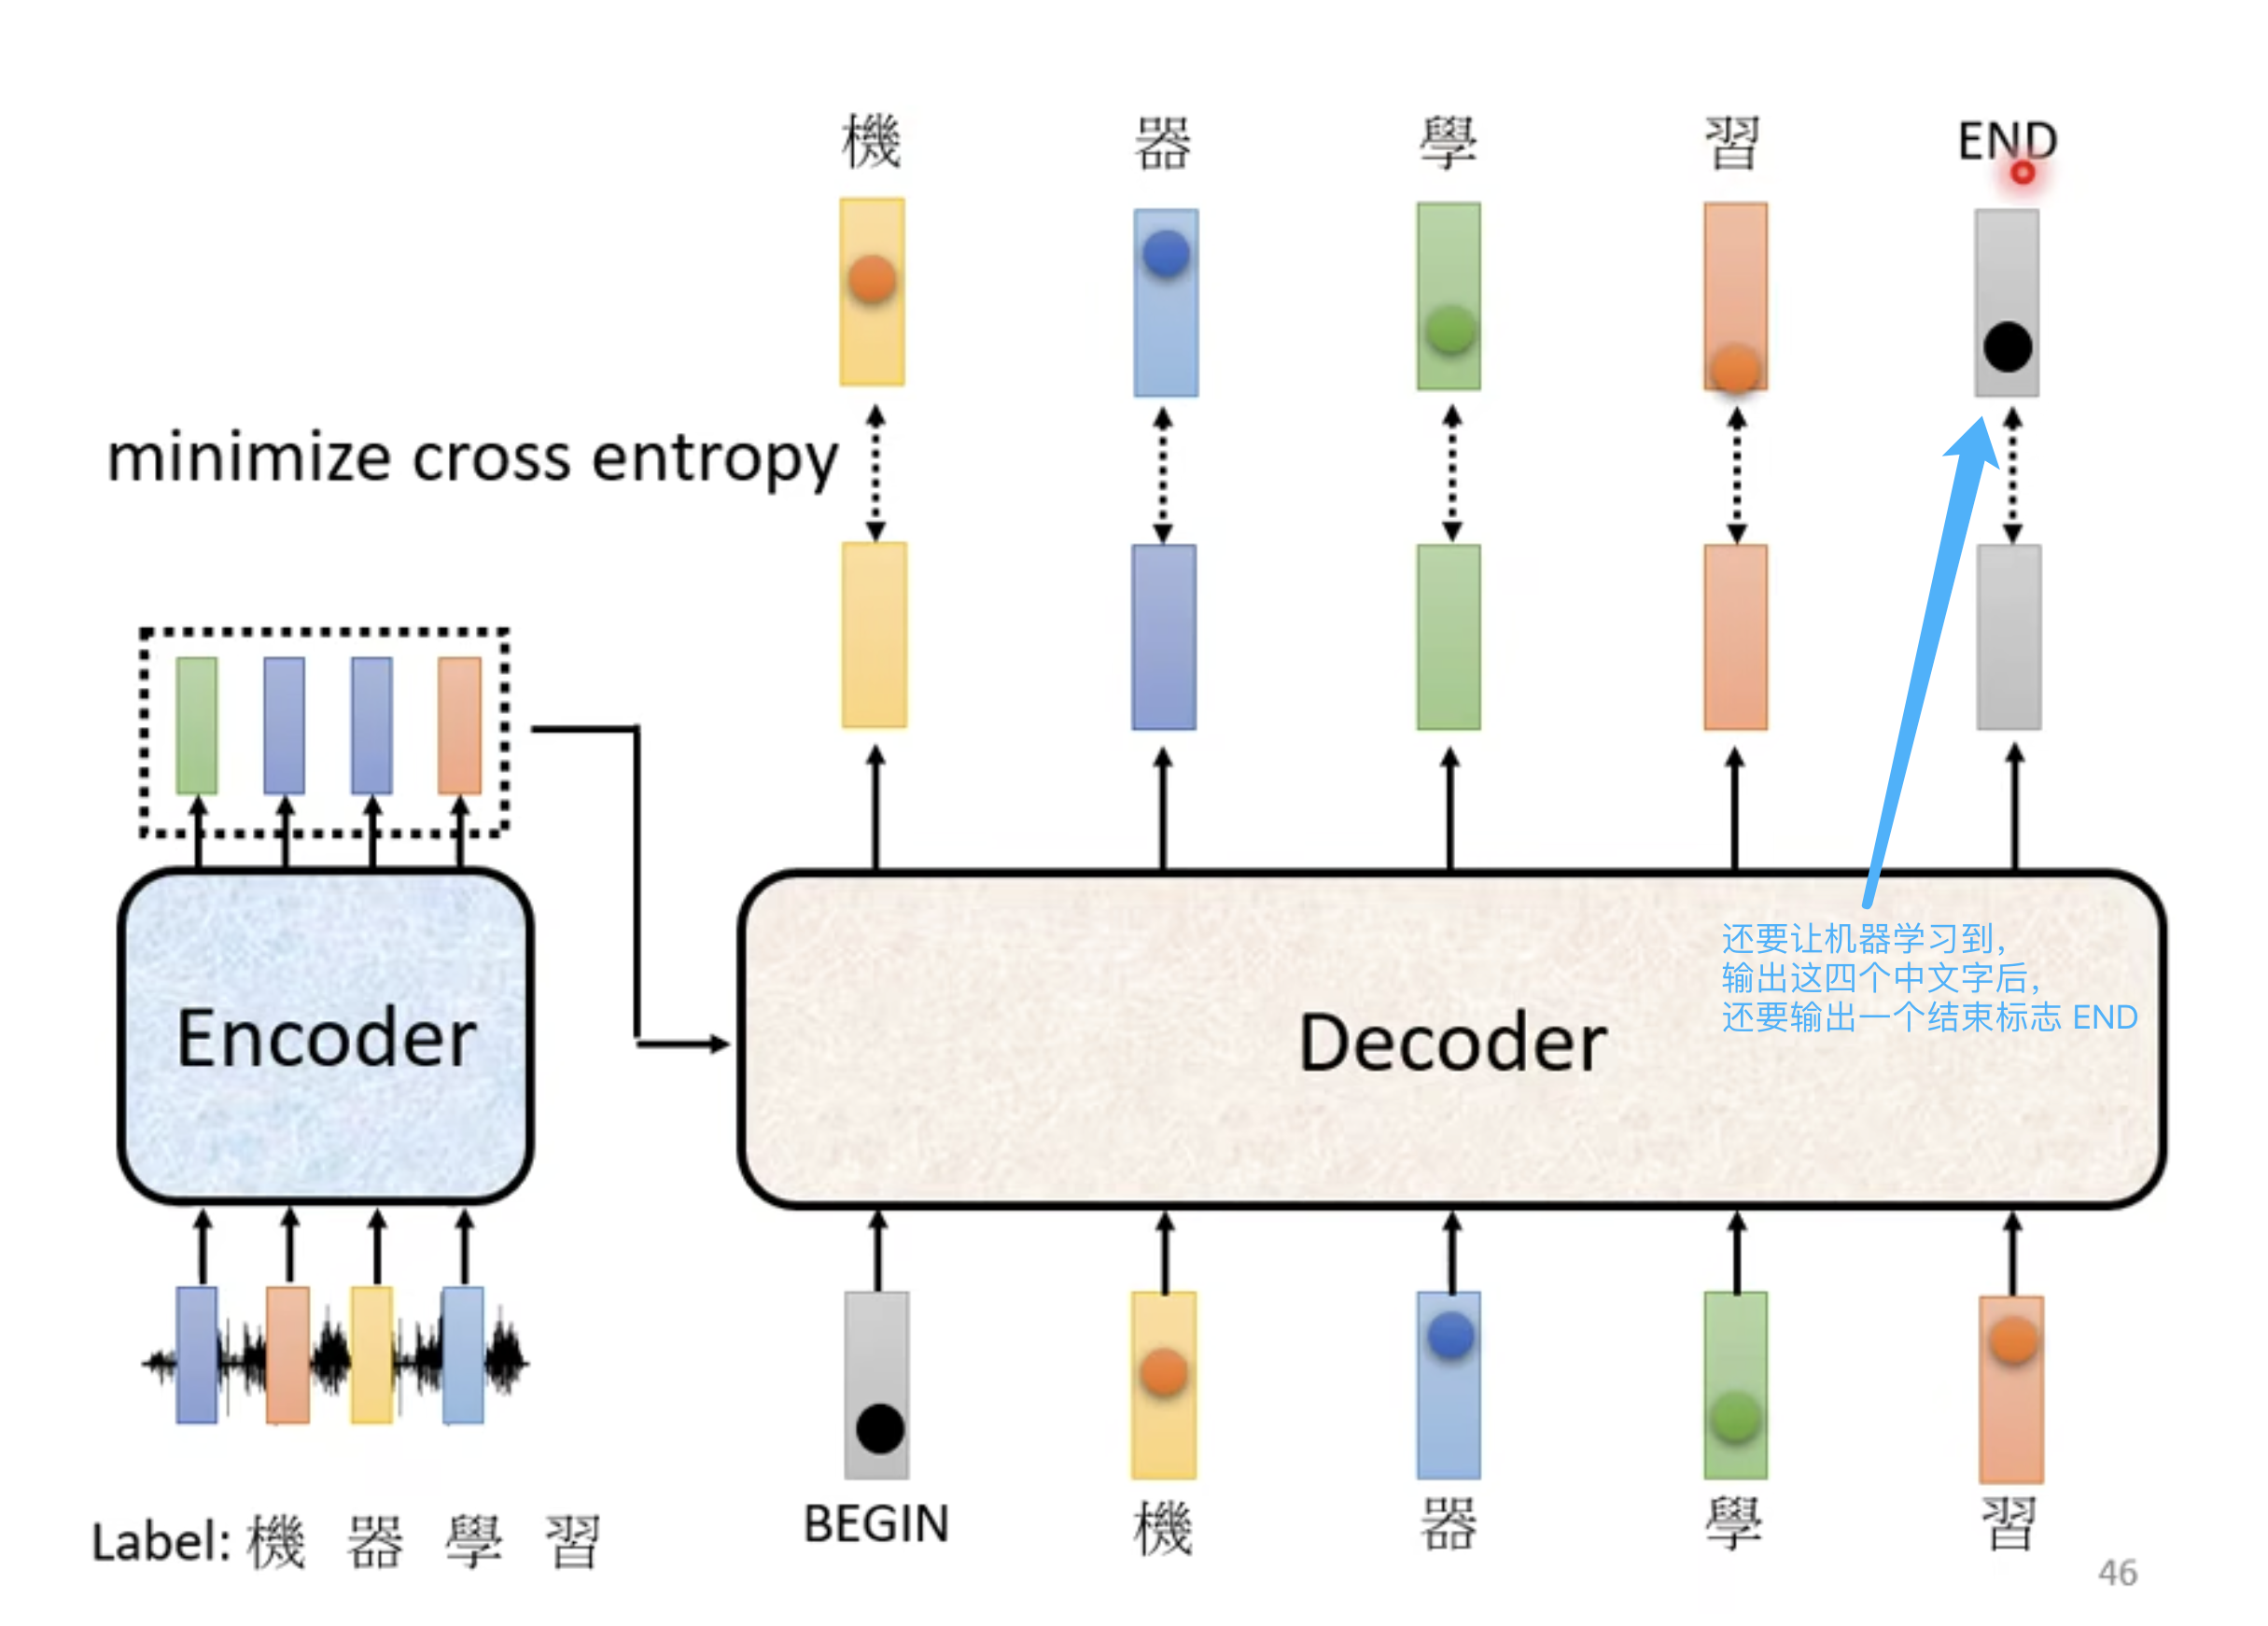 機 器 學 習 END
minimize cross entropy
Encoder
Decoder
还要让机器学习到，
输出这四个中文字后，
还要输出一个结束标志 END
BEGIN 機 器 學 習
Label: 機 器 學 習
46